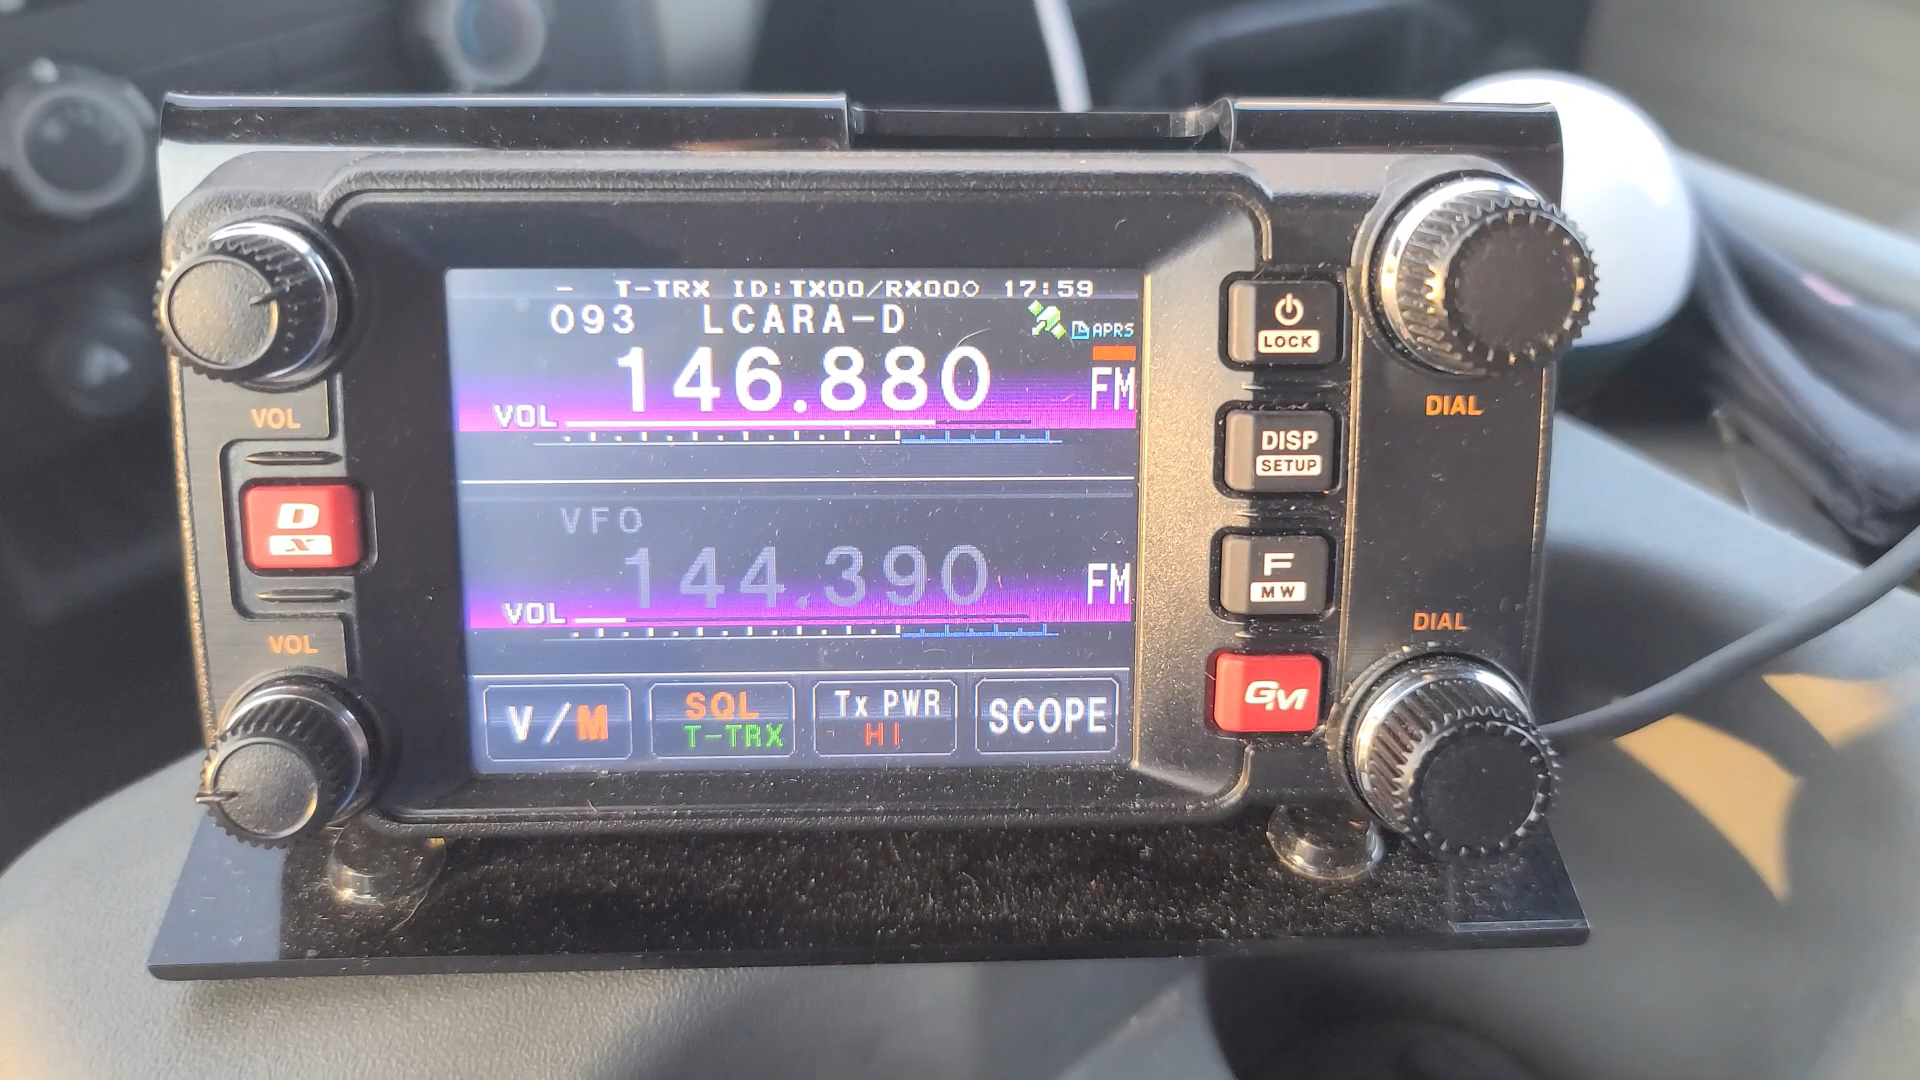 - T-TRX ID:TX00/RX00○ 17:59
093 LCARA-D
APRS
146.880 FM
VOL
VFO
144.390 FM
VOL
V/M
SQL
T-TRX
Tx PWR
HI
SCOPE
VOL
D
X
VOL
LOCK
DISP
SETUP
F
MW
GM
DIAL
DIAL